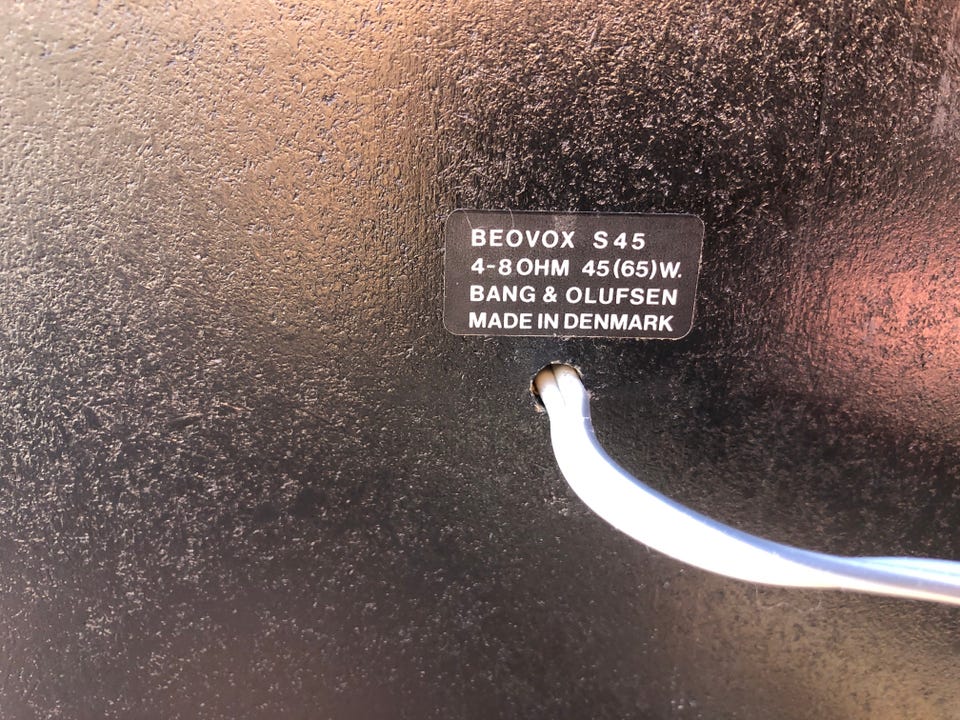 BEOVOX S45
4-8 OHM 45(65)W.
BANG & OLUFSEN
MADE IN DENMARK